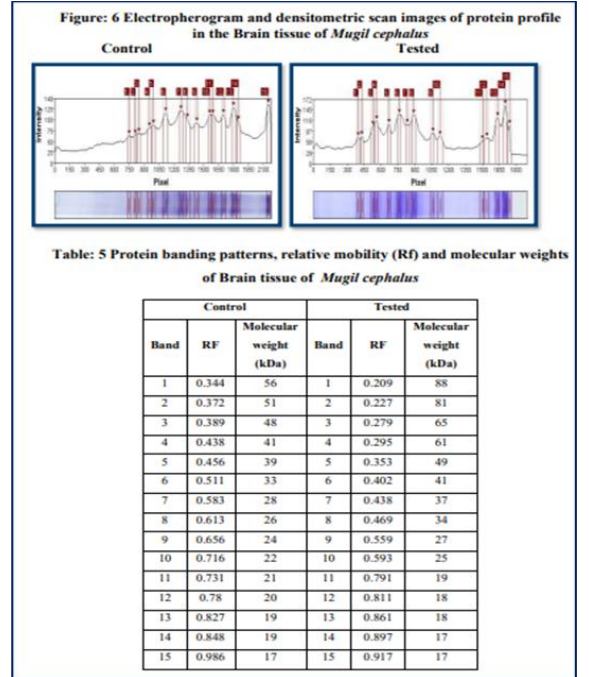 Figure: 6 Electropherogram and densitometric scan images of protein profile
in the Brain tissue of Mugil cephalus
Control Tested
Intensity
Pixel
Intensity
Pixel
Table: 5 Protein banding patterns, relative mobility (Rf) and molecular weights
of Brain tissue of Mugil cephalus
Control Tested
Band RF Molecular weight (kDa) Band RF Molecular weight (kDa)
1 0.344 56 1 0.209 88
2 0.372 51 2 0.227 81
3 0.389 48 3 0.279 65
4 0.438 41 4 0.295 61
5 0.456 39 5 0.353 49
6 0.511 33 6 0.402 41
7 0.583 28 7 0.438 37
8 0.613 26 8 0.469 34
9 0.656 24 9 0.559 27
10 0.716 22 10 0.593 25
11 0.731 21 11 0.791 19
12 0.78 20 12 0.811 18
13 0.827 19 13 0.861 18
14 0.848 19 14 0.897 17
15 0.986 17 15 0.917 17